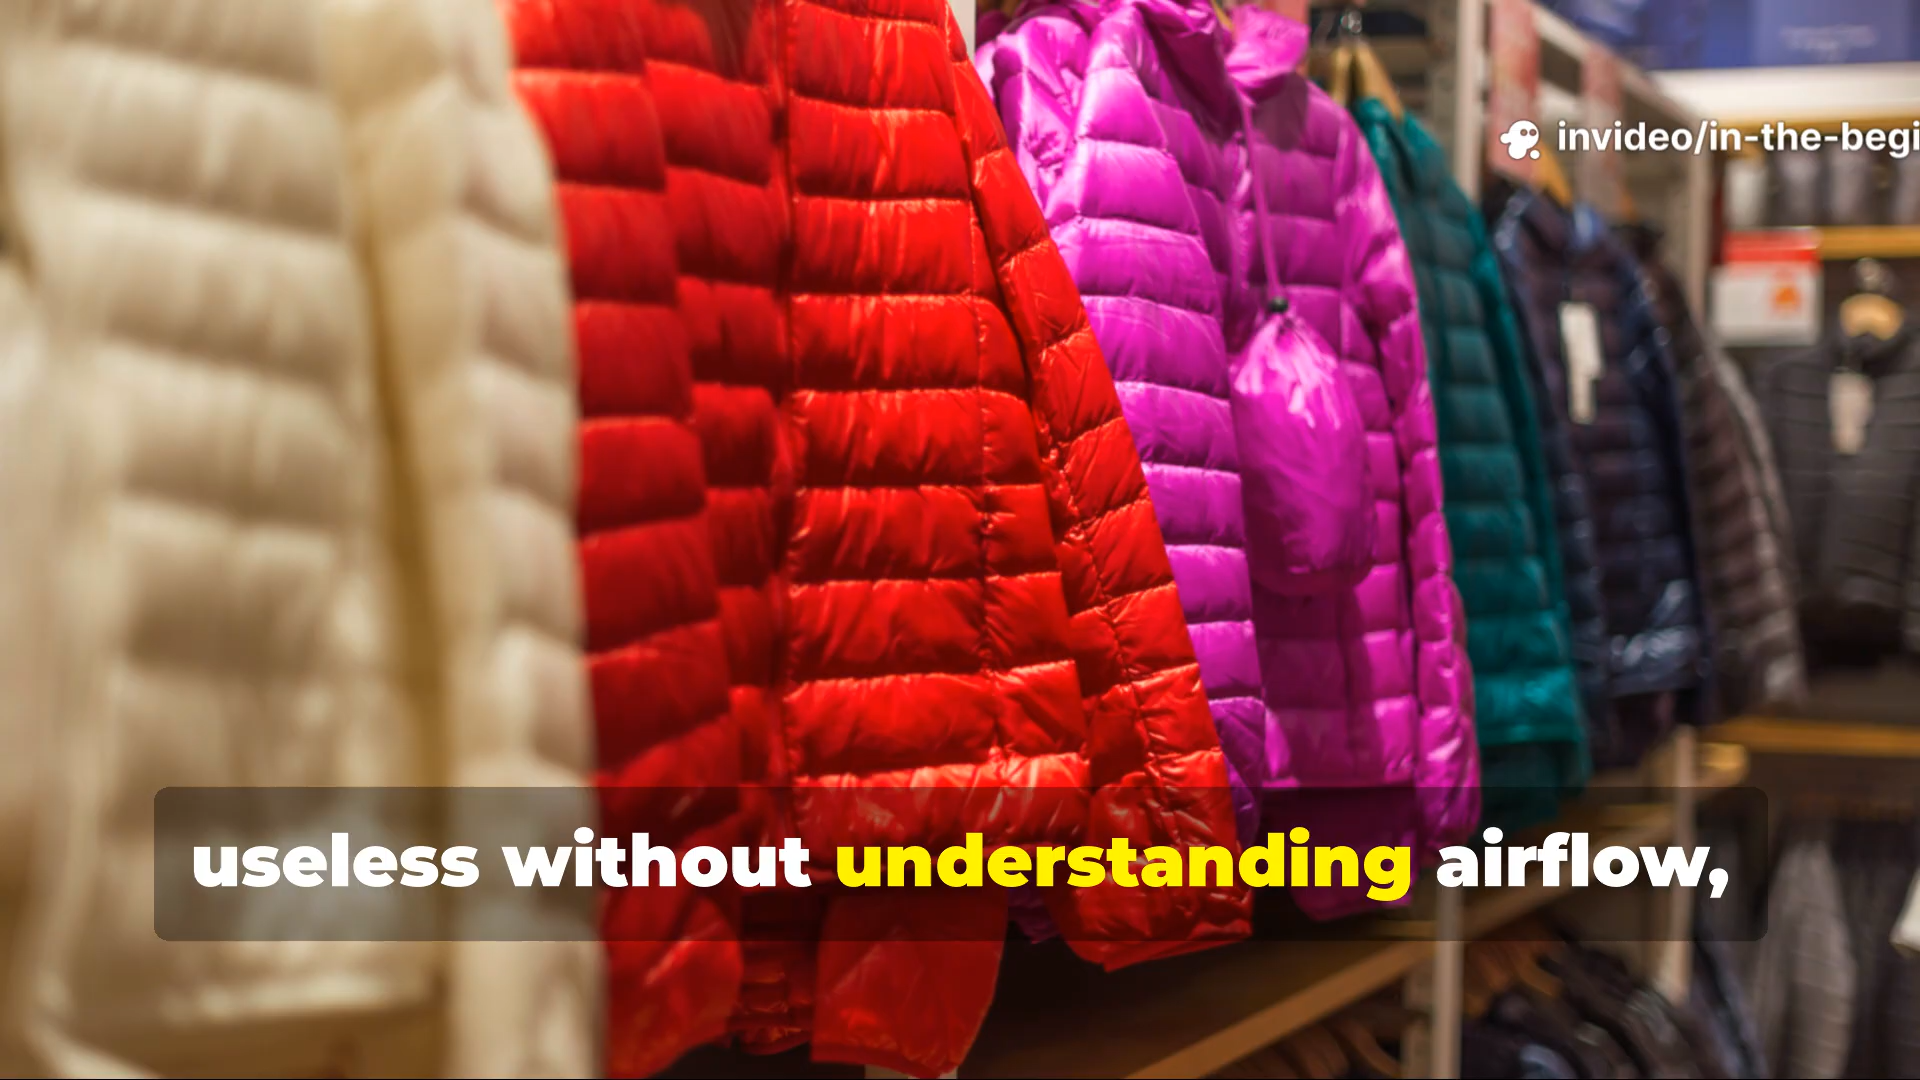 invideo/in-the-begi
useless without understanding airflow,